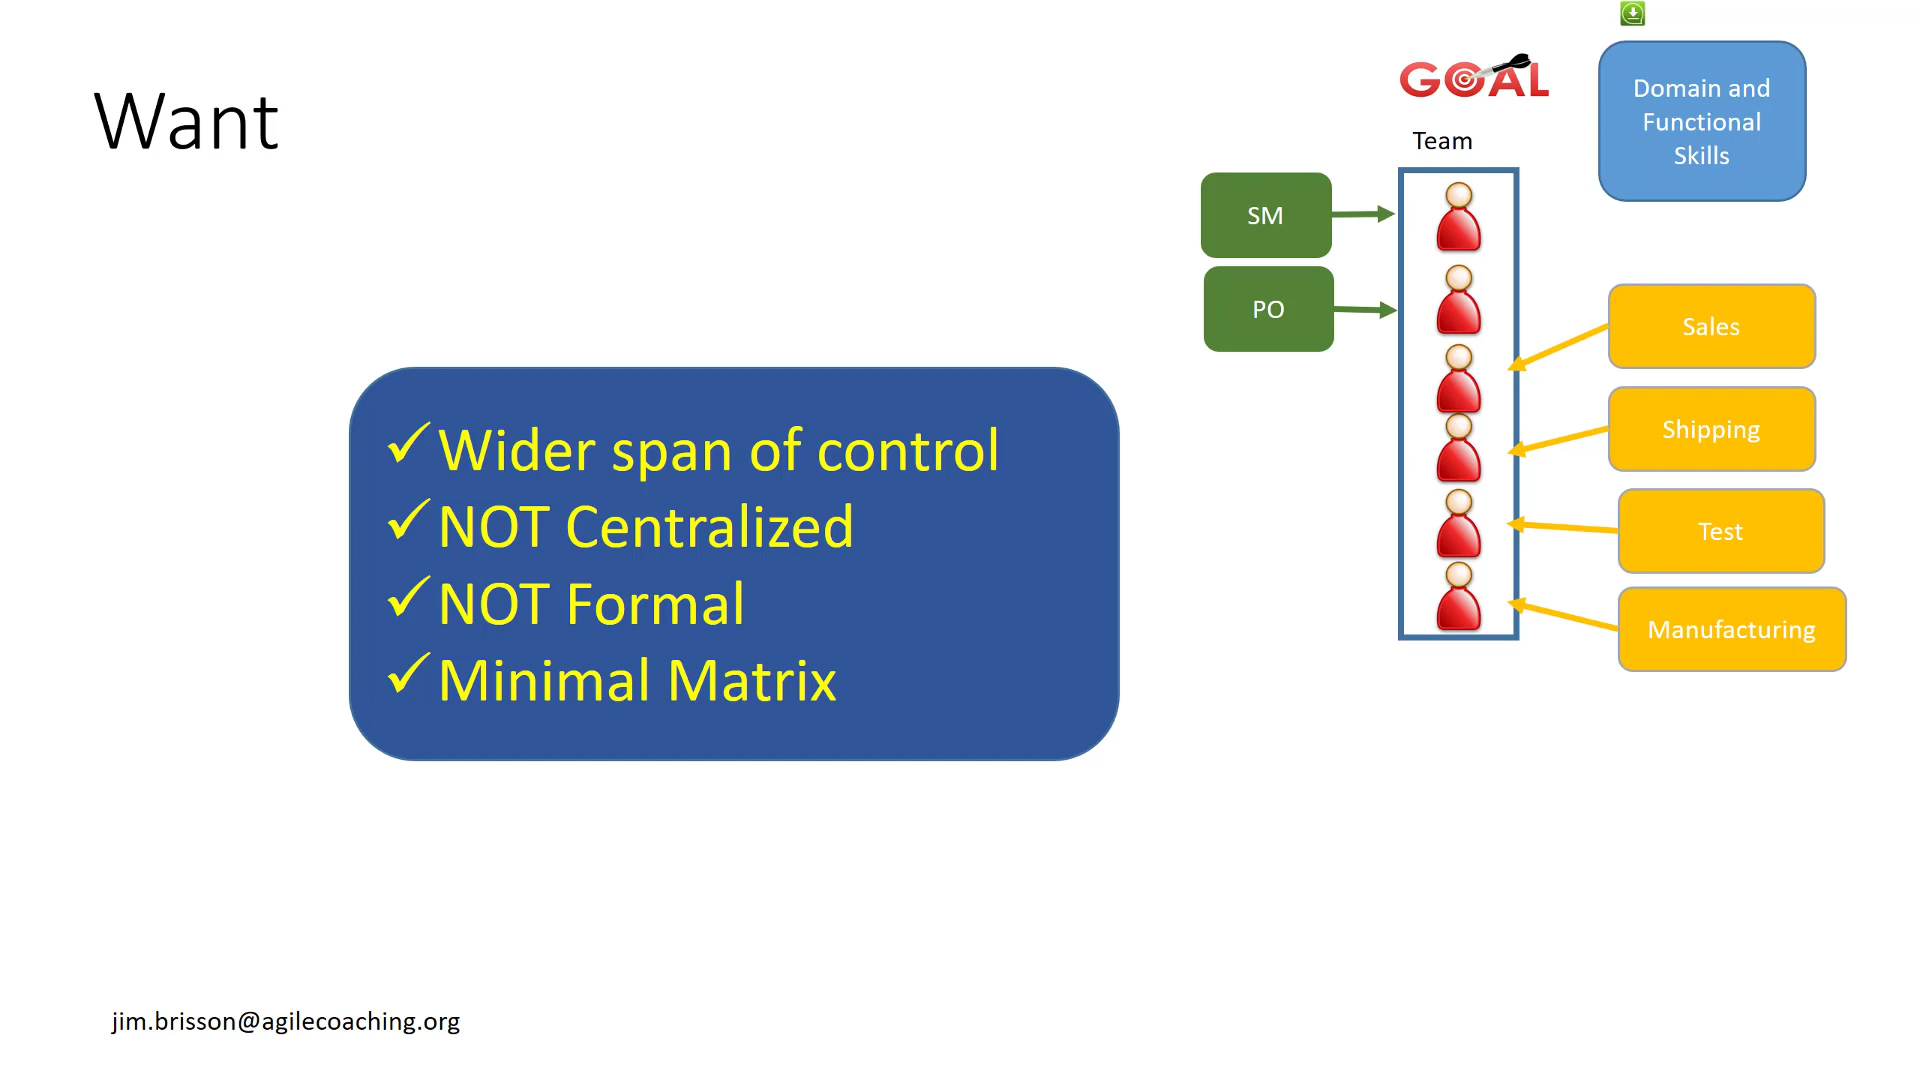 Want
GOAL
Team
Domain and
Functional
Skills
SM
PO
Sales
Shipping
Test
Manufacturing
Wider span of control
NOT Centralized
NOT Formal
Minimal Matrix
jim.brisson@agilecoaching.org